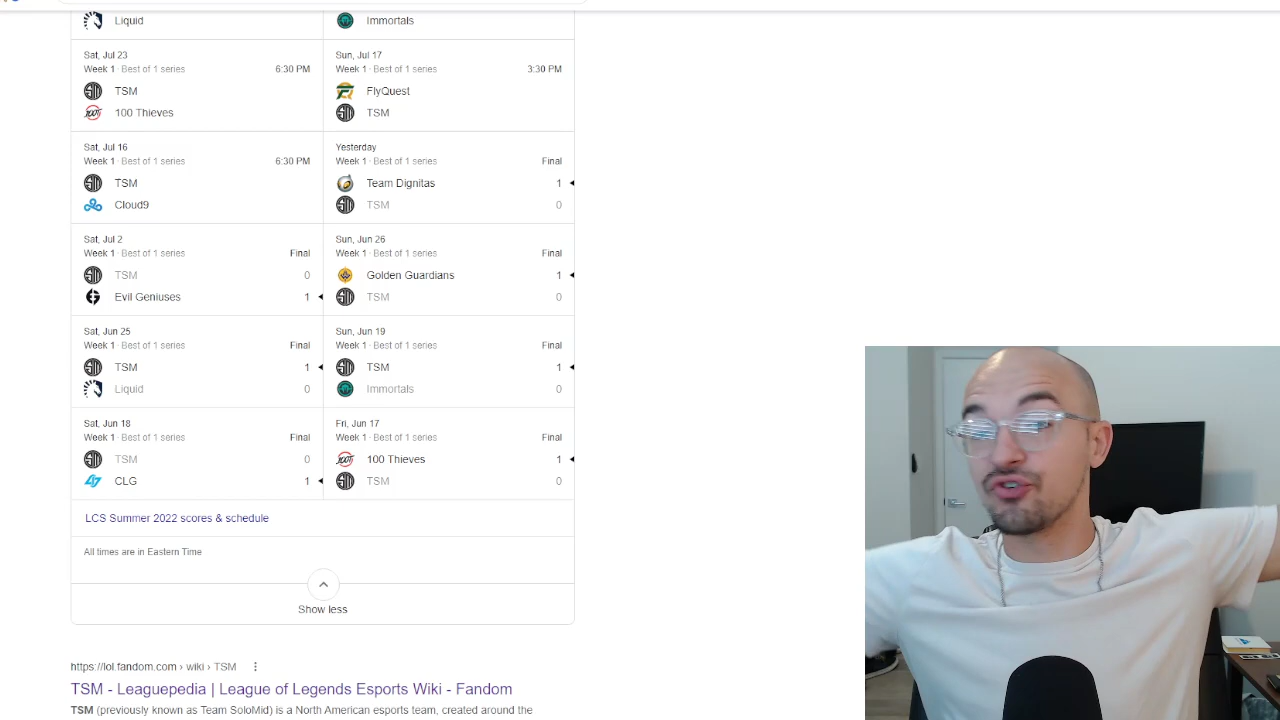 Liquid
Immortals
Sat, Jul 23
Week 1 · Best of 1 series 6:30 PM
TSM
100 Thieves
Sun, Jul 17
Week 1 · Best of 1 series 3:30 PM
FlyQuest
TSM
Sat, Jul 16
Week 1 · Best of 1 series 6:30 PM
TSM
Cloud9
Yesterday
Week 1 · Best of 1 series Final
Team Dignitas 1
TSM 0
Sat, Jul 2
Week 1 · Best of 1 series Final
TSM 0
Evil Geniuses 1
Sun, Jun 26
Week 1 · Best of 1 series Final
Golden Guardians 1
TSM 0
Sat, Jun 25
Week 1 · Best of 1 series Final
TSM 1
Liquid 0
Sun, Jun 19
Week 1 · Best of 1 series Final
TSM 1
Immortals 0
Sat, Jun 18
Week 1 · Best of 1 series Final
TSM 0
CLG 1
Fri, Jun 17
Week 1 · Best of 1 series Final
100 Thieves 1
TSM 0
LCS Summer 2022 scores & schedule
All times are in Eastern Time
Show less
https://lol.fandom.com › wiki › TSM
TSM - Leaguepedia | League of Legends Esports Wiki - Fandom
TSM (previously known as Team SoloMid) is a North American esports team, created around the